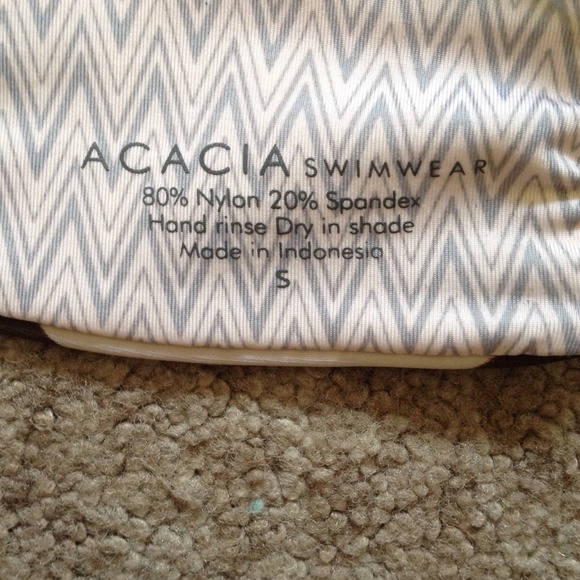 ACACIA SWIMWEAR
80% Nylon 20% Spandex
Hand rinse Dry in shade
Made in Indonesia
S